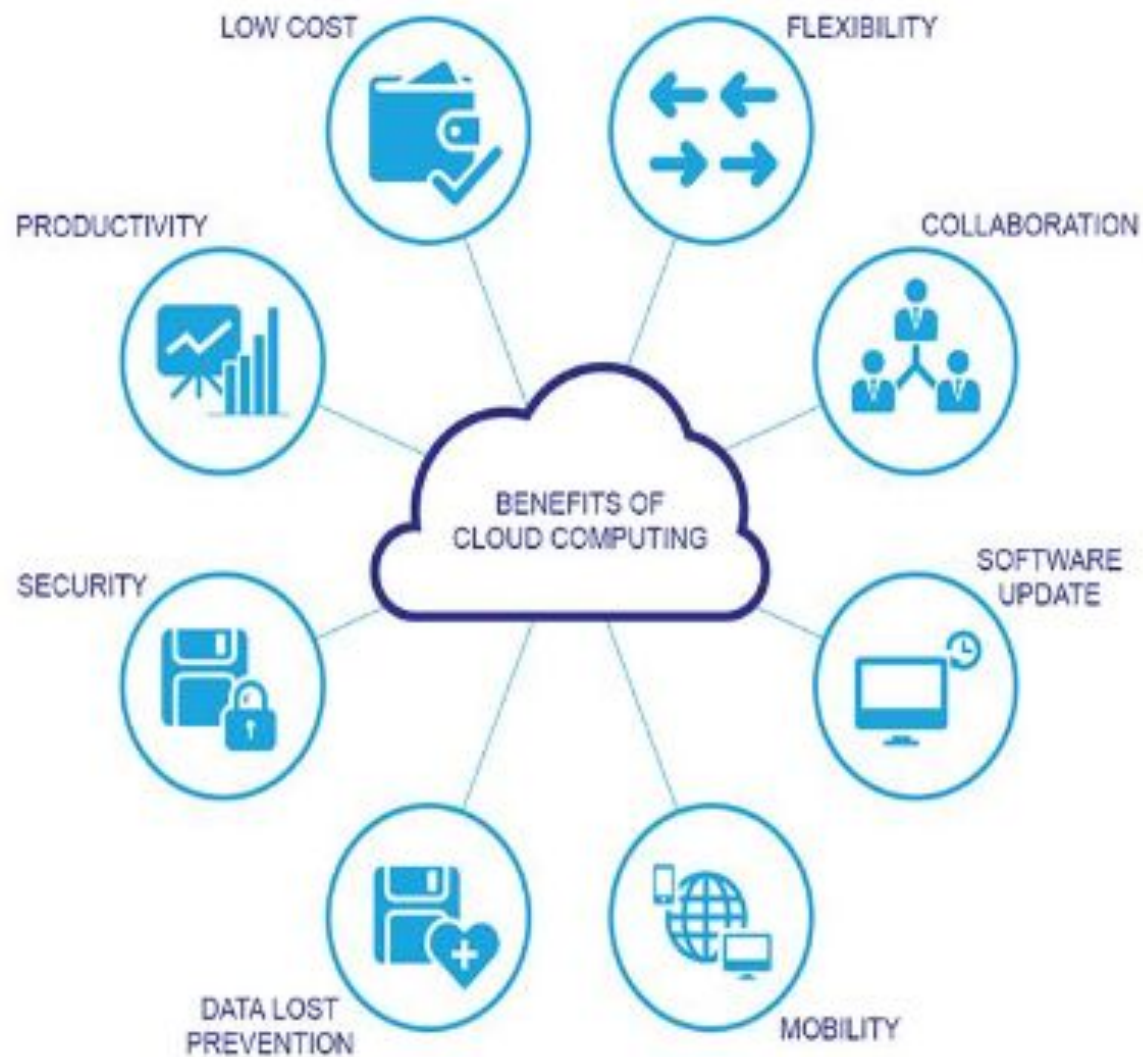 LOW COST
FLEXIBILITY
PRODUCTIVITY
COLLABORATION
BENEFITS OF
CLOUD COMPUTING
SECURITY
SOFTWARE
UPDATE
DATA LOST
PREVENTION
MOBILITY